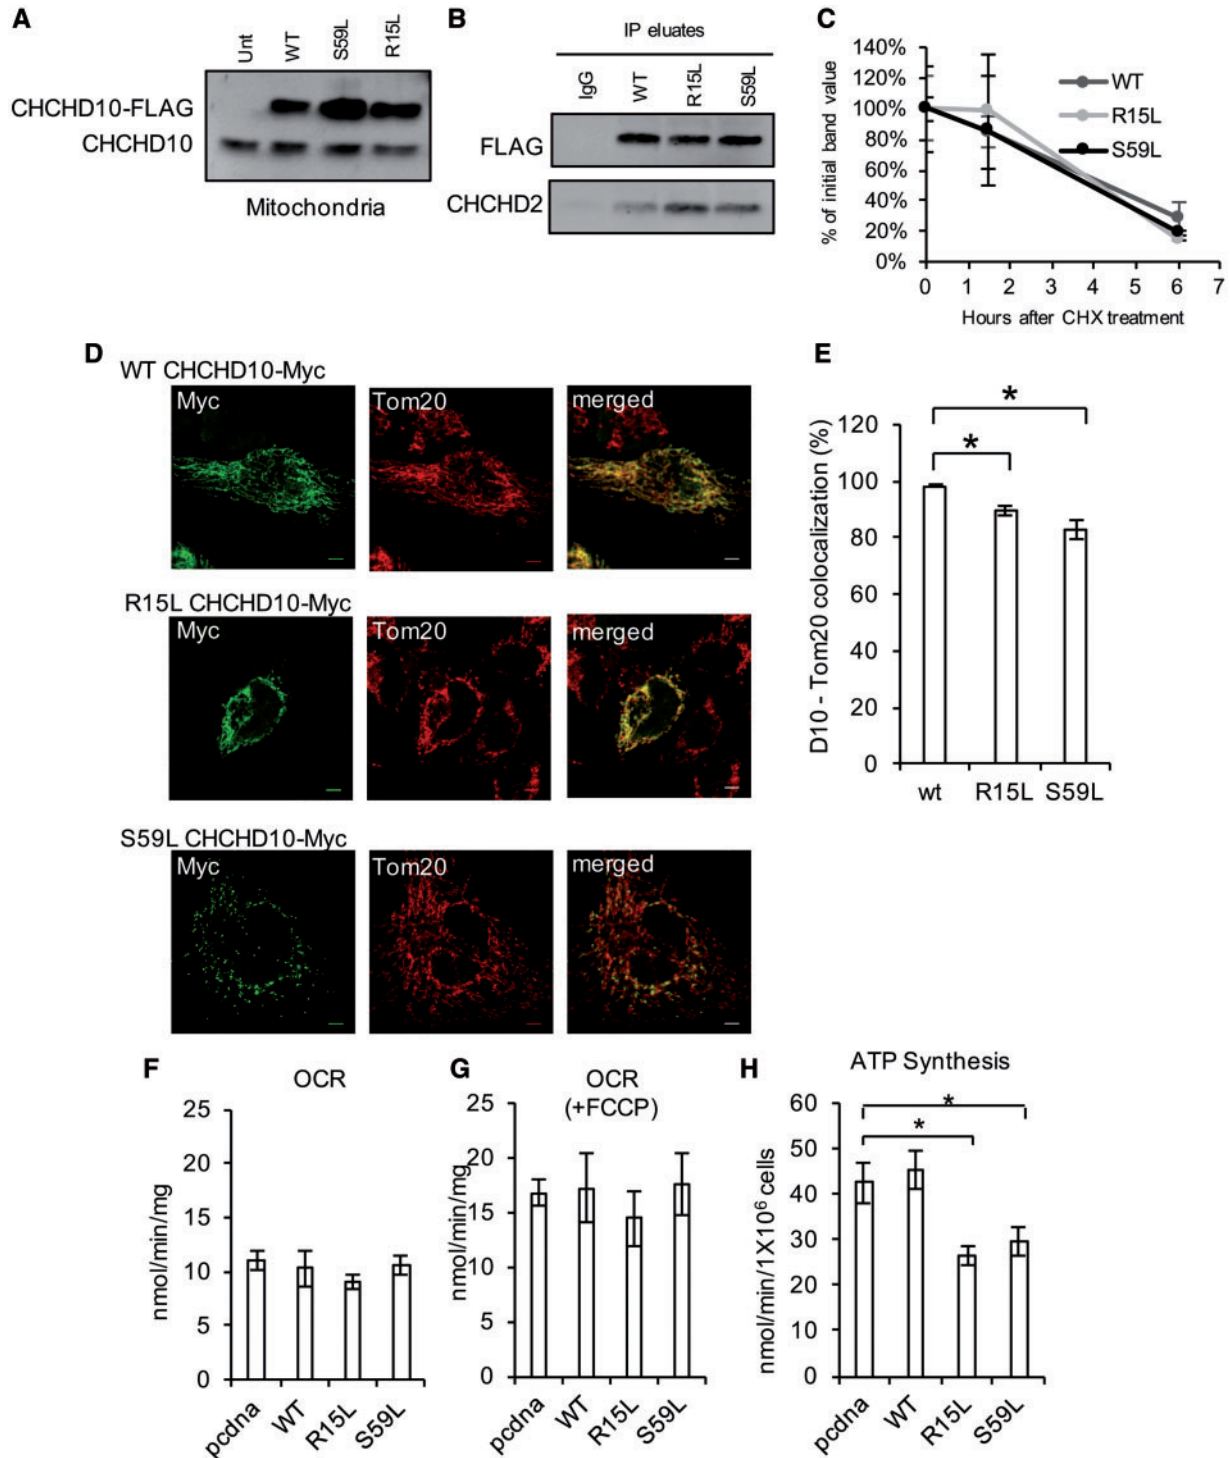 A
Unt
WT
S59L
R15L
CHCHD10-FLAG
CHCHD10
Mitochondria
B
IP eluates
IgG
WT
R15L
S59L
FLAG
CHCHD2
C
% of initial band value
140%
120%
100%
80%
60%
40%
20%
0%
0 1 2 3 4 5 6 7
Hours after CHX treatment
WT
R15L
S59L
D
WT CHCHD10-Myc
Myc Tom20 merged
R15L CHCHD10-Myc
Myc Tom20 merged
S59L CHCHD10-Myc
Myc Tom20 merged
E
D10 - Tom20 colocalization (%)
120
100
80
60
40
20
0
* *
wt R15L S59L
F
OCR
nmol/min/mg
25
20
15
10
5
0
pcdna WT R15L S59L
G
OCR
(+FCCP)
nmol/min/mg
25
20
15
10
5
0
pcdna WT R15L S59L
H
ATP Synthesis
nmol/min/1X10⁶ cells
60
50
40
30
20
10
0
* *
pcdna WT R15L S59L